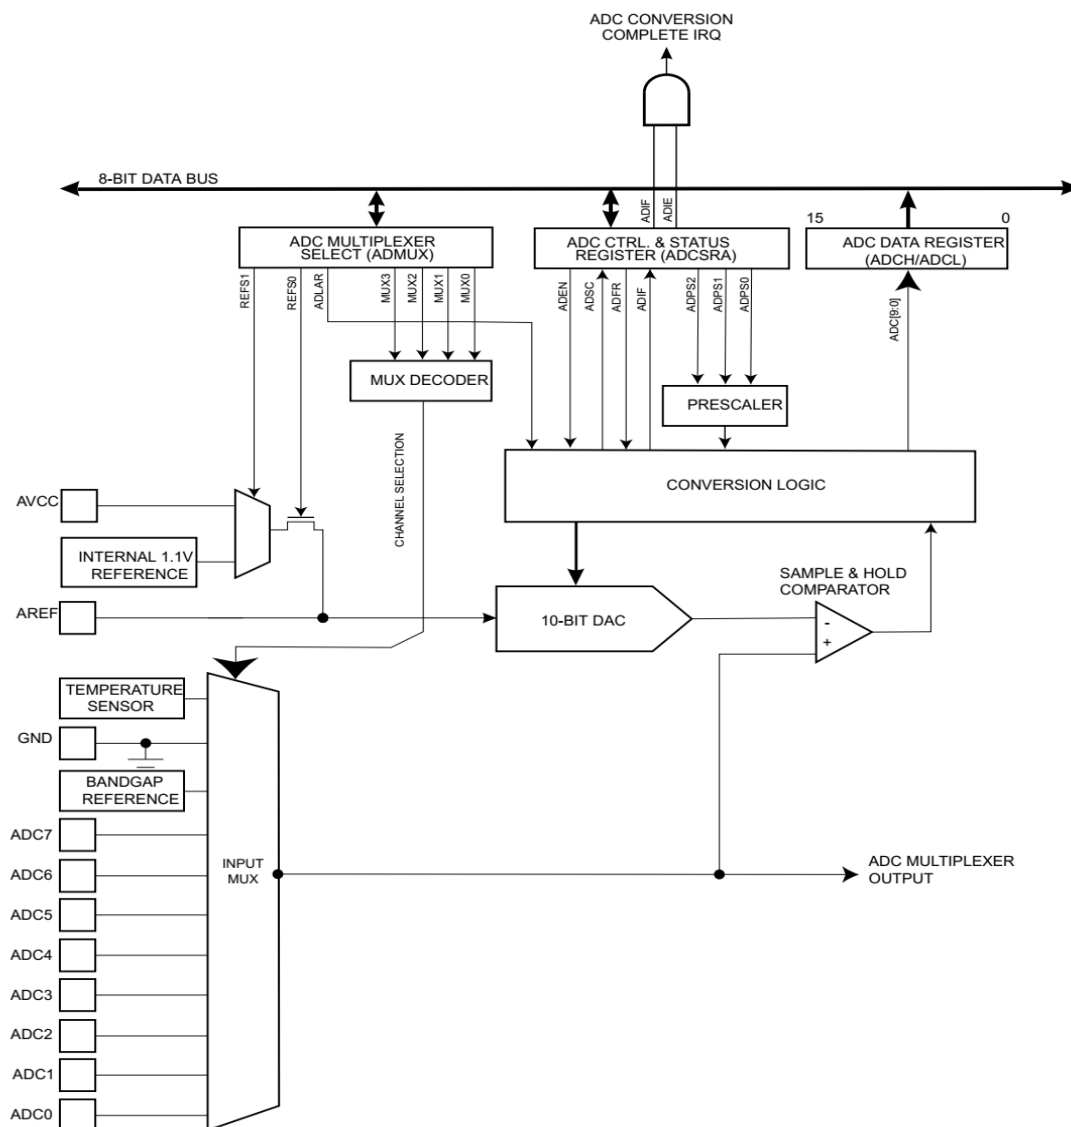 ADC CONVERSION
COMPLETE IRQ
8-BIT DATA BUS
ADIF
ADIE
15
0
ADC MULTIPLEXER
SELECT (ADMUX)
ADC CTRL. & STATUS
REGISTER (ADCSRA)
ADC DATA REGISTER
(ADCH/ADCL)
REFS1
REFS0
ADLAR
MUX3
MUX2
MUX1
MUX0
ADEN
ADSC
ADFR
ADIF
ADPS2
ADPS1
ADPS0
ADC[9:0]
MUX DECODER
PRESCALER
CHANNEL SELECTION
CONVERSION LOGIC
AVCC
INTERNAL 1.1V
REFERENCE
SAMPLE & HOLD
COMPARATOR
AREF
10-BIT DAC
-
+
TEMPERATURE
SENSOR
GND
BANDGAP
REFERENCE
ADC7
ADC6
ADC5
ADC4
ADC3
ADC2
ADC1
ADC0
INPUT
MUX
ADC MULTIPLEXER
OUTPUT